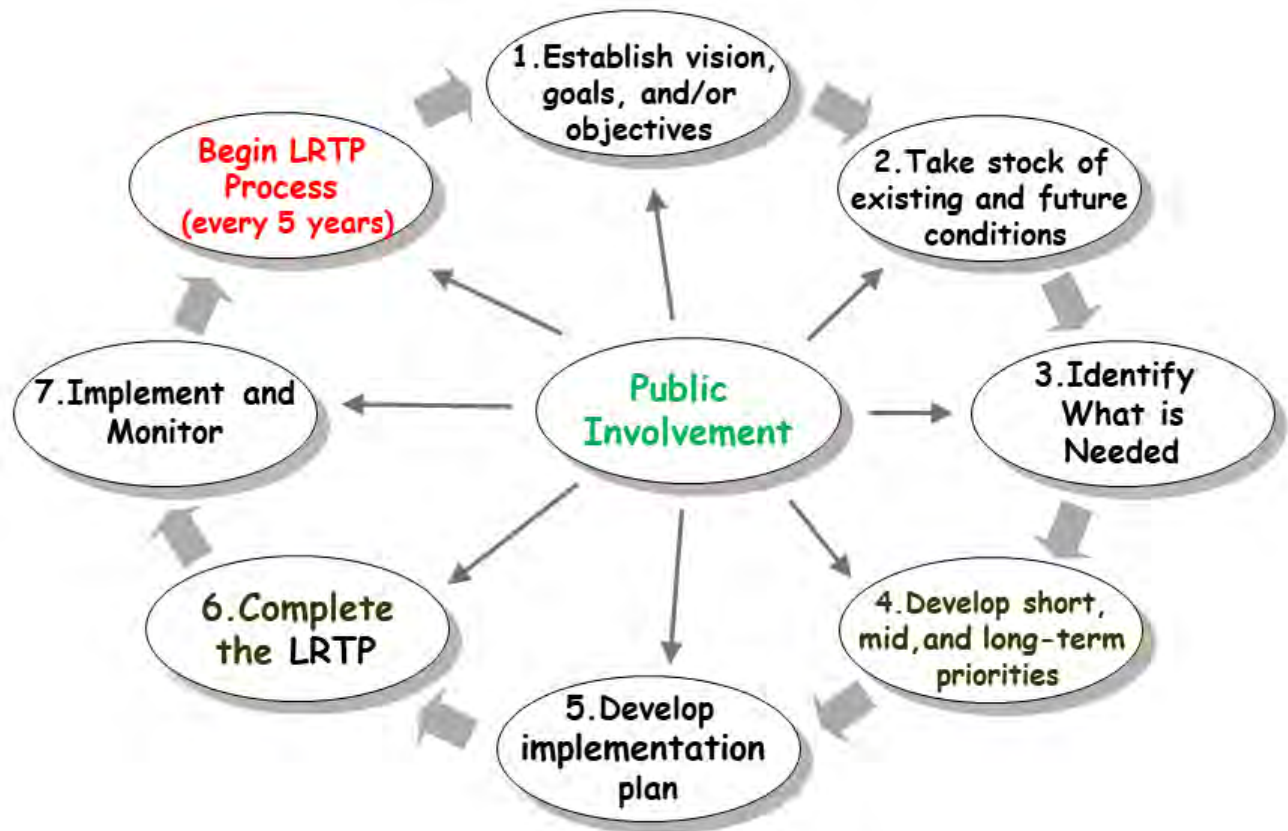 Begin LRTP
Process
(every 5 years)
1.Establish vision,
goals, and/or
objectives
2.Take stock of
existing and future
conditions
3.Identify
What is
Needed
4.Develop short,
mid,and long-term
priorities
5.Develop
implementation
plan
6.Complete
the LRTP
7.Implement and
Monitor
Public
Involvement